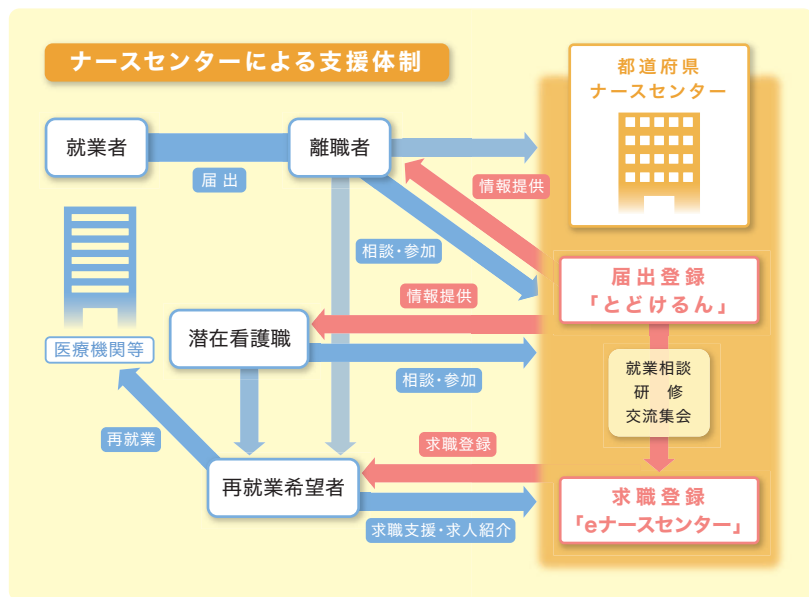 ナースセンターによる支援体制
都道府県
ナースセンター
就業者
離職者
届出
情報提供
相談・参加
届出登録
「とどけるん」
情報提供
潜在看護職
医療機関等
相談・参加
就業相談
研　修
交流集会
再就業
求職登録
再就業希望者
求職登録
「eナースセンター」
求職支援・求人紹介